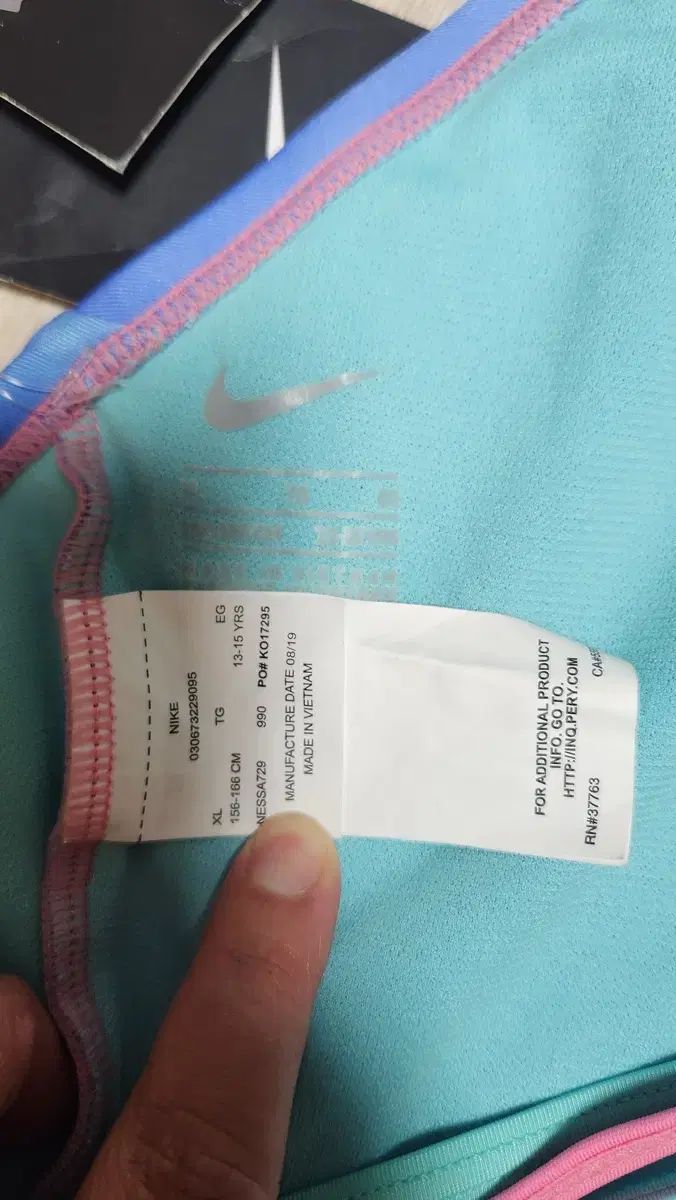 NIKE
030673229095
XL TG EG
156-166 CM 13-15 YRS
NESSA729 990 PO# KO17295
MANUFACTURE DATE 08/19
MADE IN VIETNAM
FOR ADDITIONAL PRODUCT
INFO. GO TO.
HTTP://INQ.PERY.COM
RN#37763